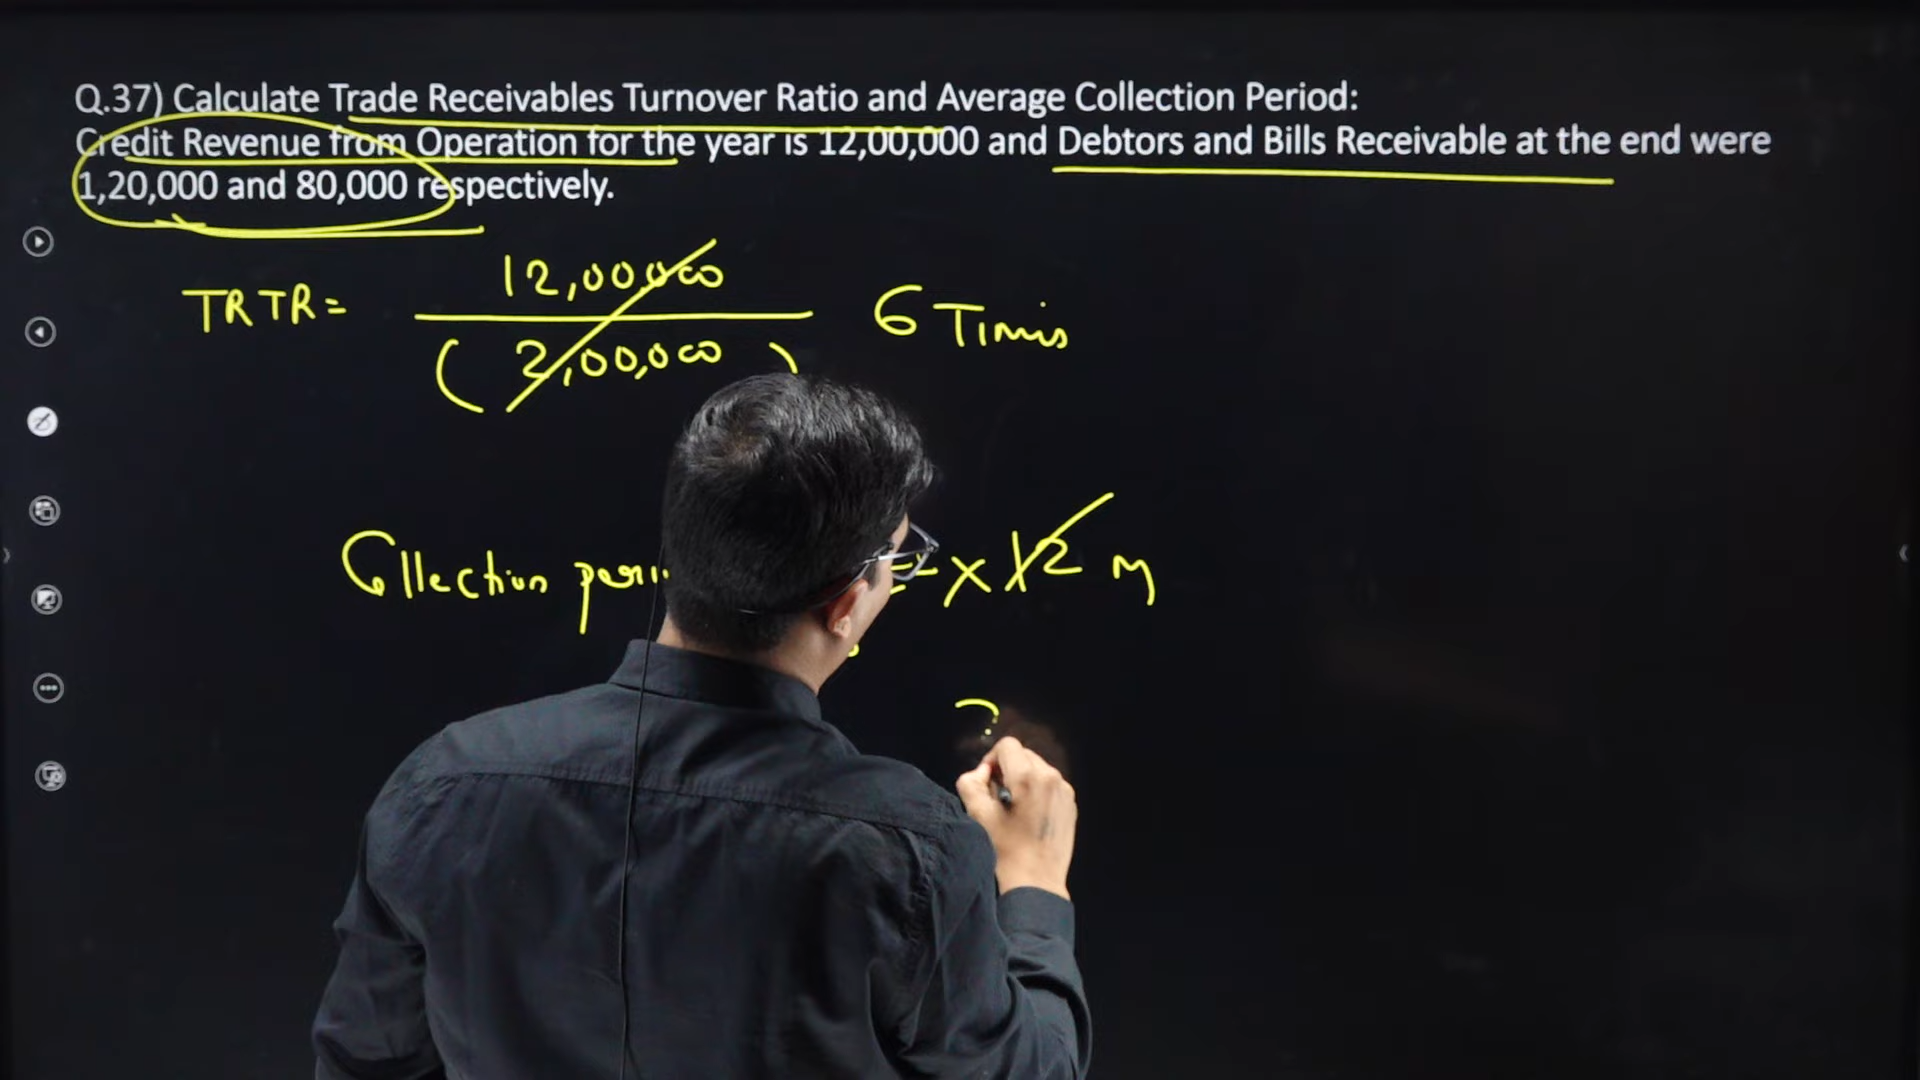 Q.37) Calculate Trade Receivables Turnover Ratio and Average Collection Period:
Credit Revenue from Operation for the year is 12,00,000 and Debtors and Bills Receivable at the end were
1,20,000 and 80,000 respectively.
12,00,000
TRTR =
6 Times
( 2,00,000 )
Collection = x 12 m